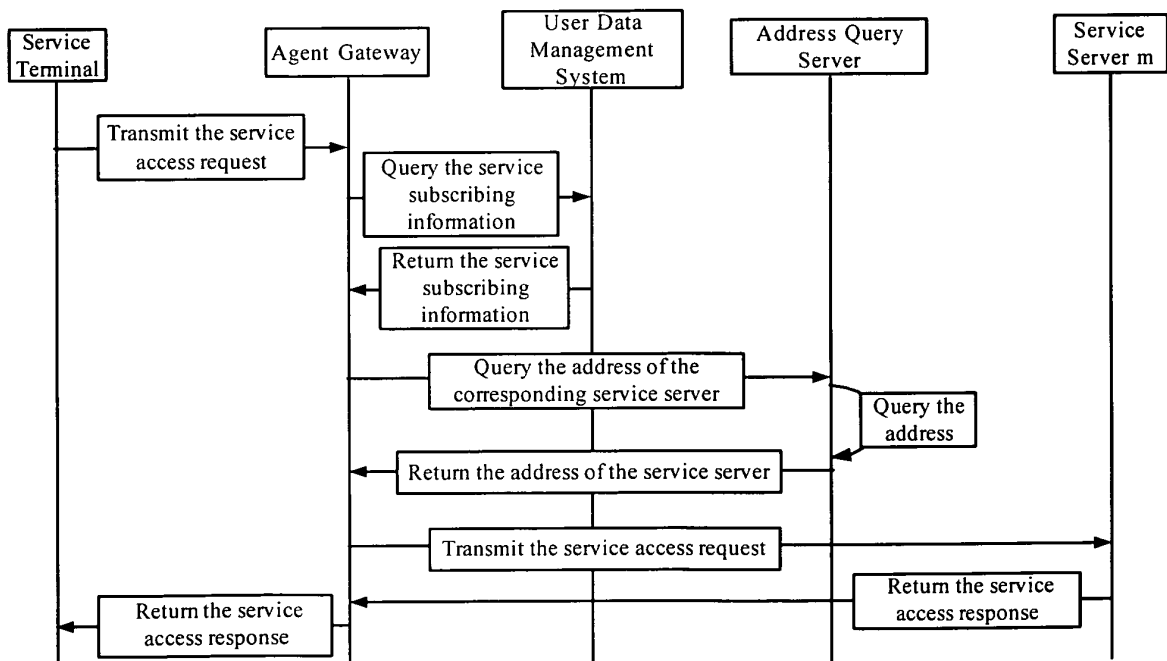 Service
Terminal
Agent Gateway
User Data
Management
System
Address Query
Server
Service
Server m
Transmit the service
access request
Query the service
subscribing
information
Return the service
subscribing
information
Query the address of the
corresponding service server
Query the
address
Return the address of the service server
Transmit the service access request
Return the service
access response
Return the service
access response